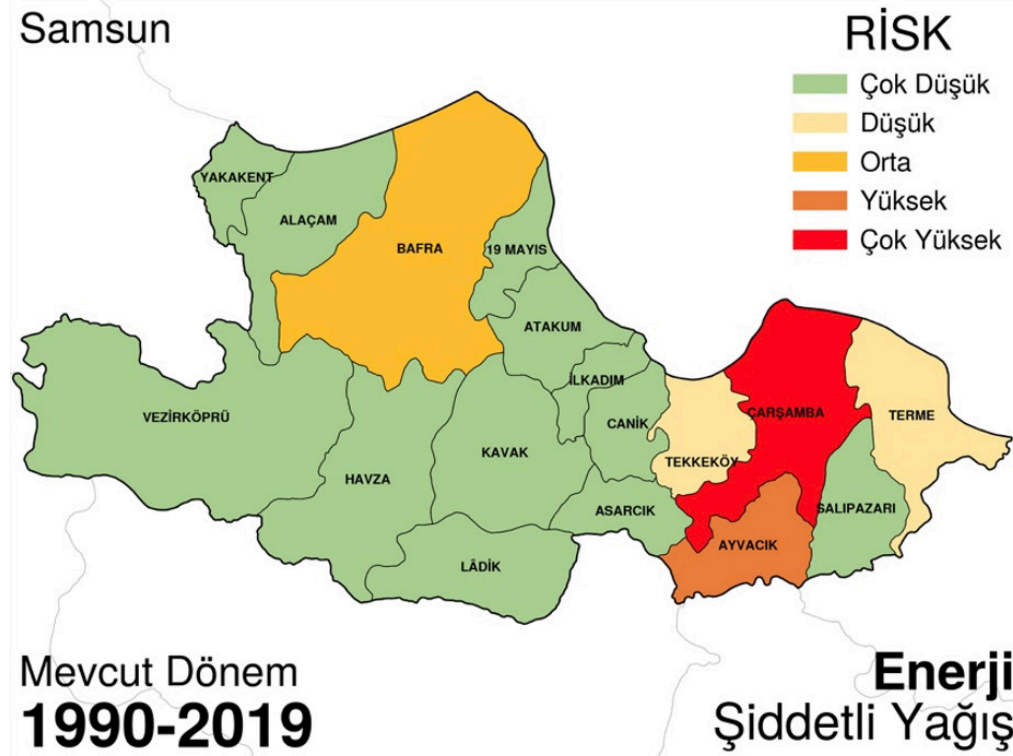 Samsun
RİSK
Çok Düşük
Düşük
Orta
Yüksek
Çok Yüksek
YAKAKENT
ALAÇAM
BAFRA
19 MAYIS
ATAKUM
İLKADIM
CANİK
VEZİRKÖPRÜ
HAVZA
KAVAK
TEKKEKÖY
ÇARŞAMBA
TERME
ASARCIK
SALIPAZARI
AYVACIK
LÂDİK
Mevcut Dönem
1990-2019
Enerji
Şiddetli Yağış